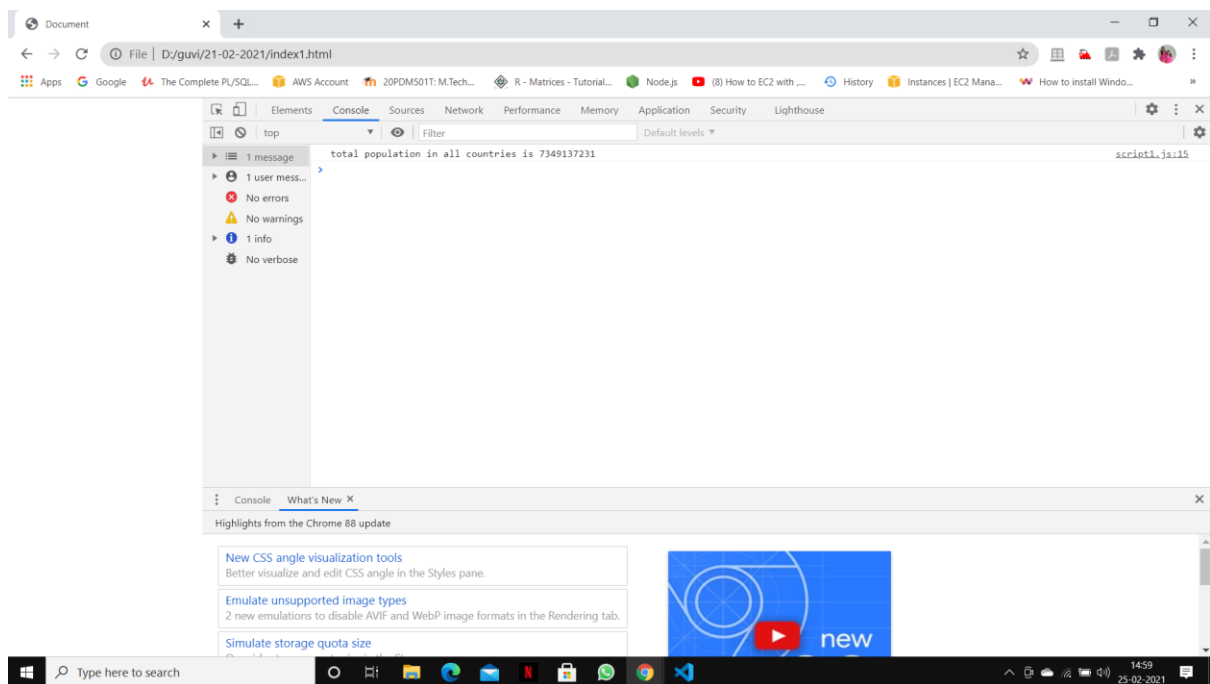 Document
File | D:/guvi/21-02-2021/index1.html
Apps Google The Complete PL/SQL... AWS Account 20PDM501T: M.Tech... R - Matrices - Tutorial... Node.js (8) How to EC2 with ,... History Instances | EC2 Mana... How to install Windo... »
Elements Console Sources Network Performance Memory Application Security Lighthouse
top Filter Default levels
1 message total population in all countries is 7349137231 script1.js:15
1 user mess...
No errors
No warnings
1 info
No verbose
Console What's New
Highlights from the Chrome 88 update
New CSS angle visualization tools
Better visualize and edit CSS angle in the Styles pane.
Emulate unsupported image types
2 new emulations to disable AVIF and WebP image formats in the Rendering tab.
Simulate storage quota size
new
Type here to search
14:59
25-02-2021